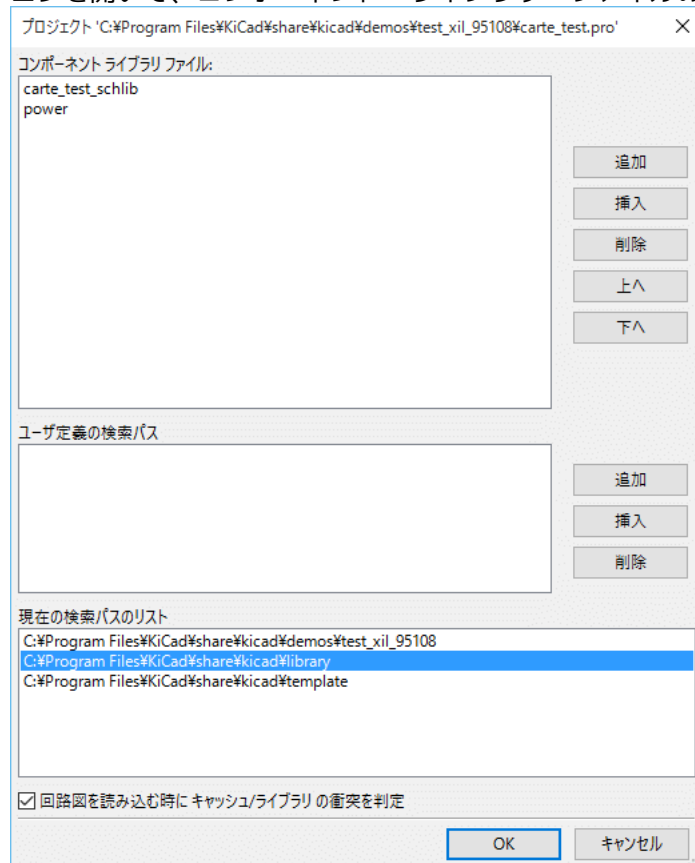 プロジェクト 'C:¥Program Files¥KiCad¥share¥kicad¥demos¥test_xil_95108¥carte_test.pro'
コンポーネント ライブラリ ファイル:
carte_test_schlib
power
追加
挿入
削除
上へ
下へ
ユーザ定義の検索パス
追加
挿入
削除
現在の検索パスのリスト
C:¥Program Files¥KiCad¥share¥kicad¥demos¥test_xil_95108
C:¥Program Files¥KiCad¥share¥kicad¥library
C:¥Program Files¥KiCad¥share¥kicad¥template
回路図を読み込む時に キャッシュ/ライブラリ の衝突を判定
OK
キャンセル